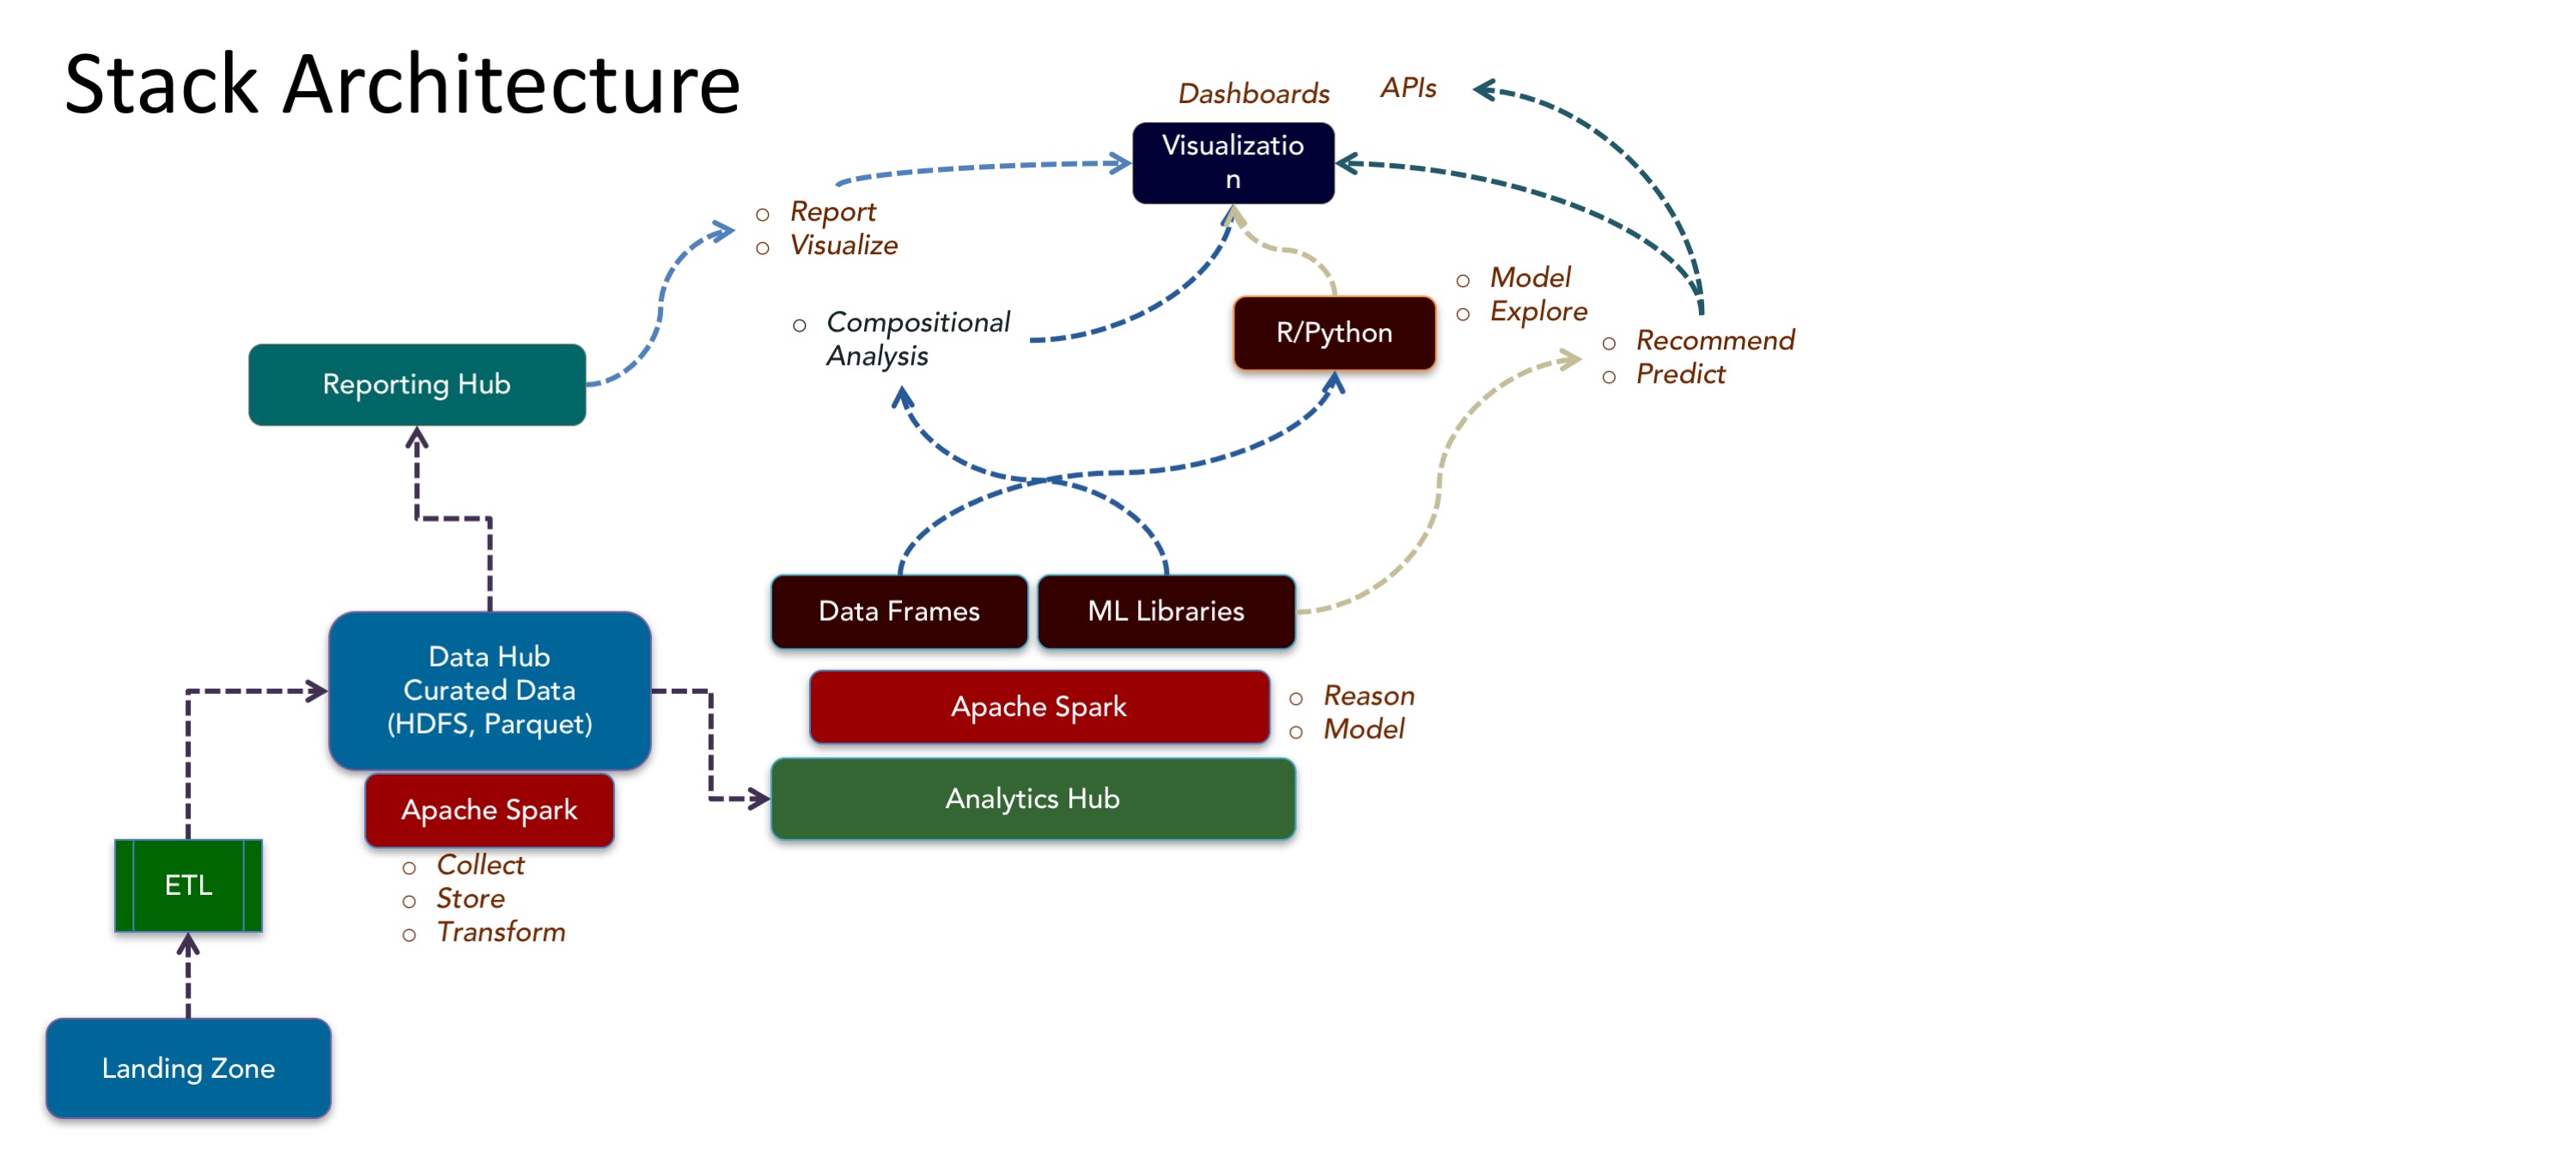 Stack Architecture
Dashboards
APIs
Visualizatio
n
○ Report
○ Visualize
○ Model
○ Explore
○ Compositional
Analysis
R/Python
○ Recommend
○ Predict
Reporting Hub
Data Frames
ML Libraries
Data Hub
Curated Data
(HDFS, Parquet)
Apache Spark
○ Reason
○ Model
Analytics Hub
Apache Spark
○ Collect
○ Store
○ Transform
ETL
Landing Zone